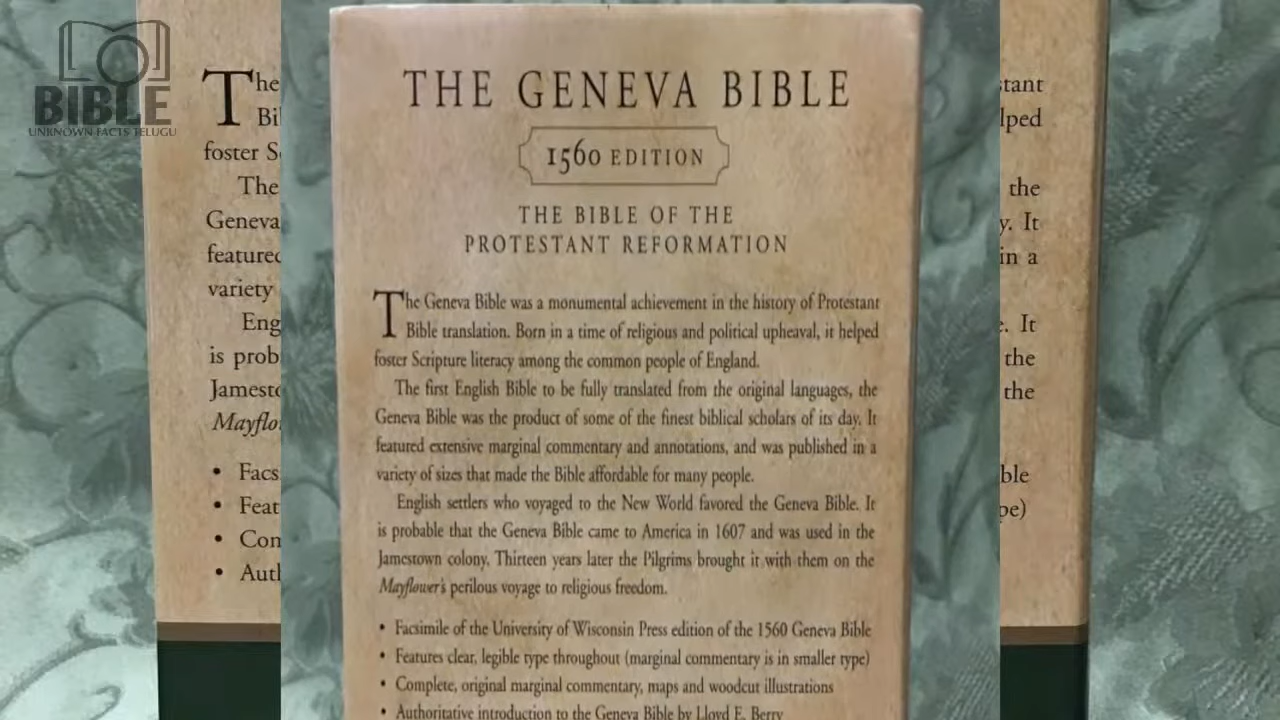 BIBLE
UNKNOWN FACTS TELUGU
THE GENEVA BIBLE
1560 EDITION
THE BIBLE OF THE
PROTESTANT REFORMATION
The Geneva Bible was a monumental achievement in the history of Protestant
Bible translation. Born in a time of religious and political upheaval, it helped
foster Scripture literacy among the common people of England.
The first English Bible to be fully translated from the original languages, the
Geneva Bible was the product of some of the finest biblical scholars of its day. It
featured extensive marginal commentary and annotations, and was published in a
variety of sizes that made the Bible affordable for many people.
English settlers who voyaged to the New World favored the Geneva Bible. It
is probable that the Geneva Bible came to America in 1607 and was used in the
Jamestown colony. Thirteen years later the Pilgrims brought it with them on the
Mayflower's perilous voyage to religious freedom.
• Facsimile of the University of Wisconsin Press edition of the 1560 Geneva Bible
• Features clear, legible type throughout (marginal commentary is in smaller type)
• Complete, original marginal commentary, maps and woodcut illustrations
• Authoritative introduction to the Geneva Bible by Lloyd E. Berry